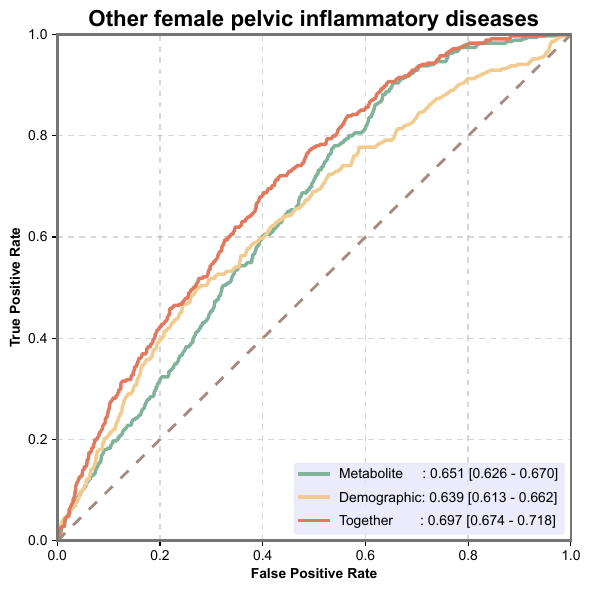 Other female pelvic inflammatory diseases
True Positive Rate
1.0
0.8
0.6
0.4
0.2
0.0
Metabolite : 0.651 [0.626 - 0.670]
Demographic: 0.639 [0.613 - 0.662]
Together : 0.697 [0.674 - 0.718]
0.0 0.2 0.4 0.6 0.8 1.0
False Positive Rate